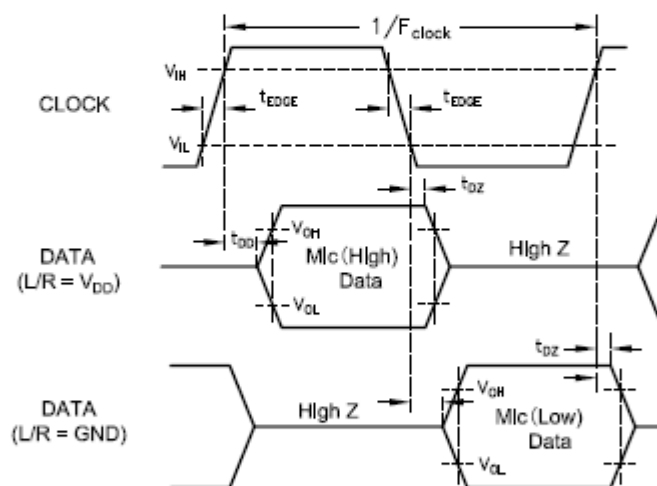 1/Fclock
VIH
CLOCK
tEDGE
tEDGE
VIL
tDZ
DATA
(L/R = VDD)
tDD
VOH
Mic(High)
Data
VOL
High Z
tDZ
DATA
(L/R = GND)
High Z
VOH
Mic(Low)
Data
VOL